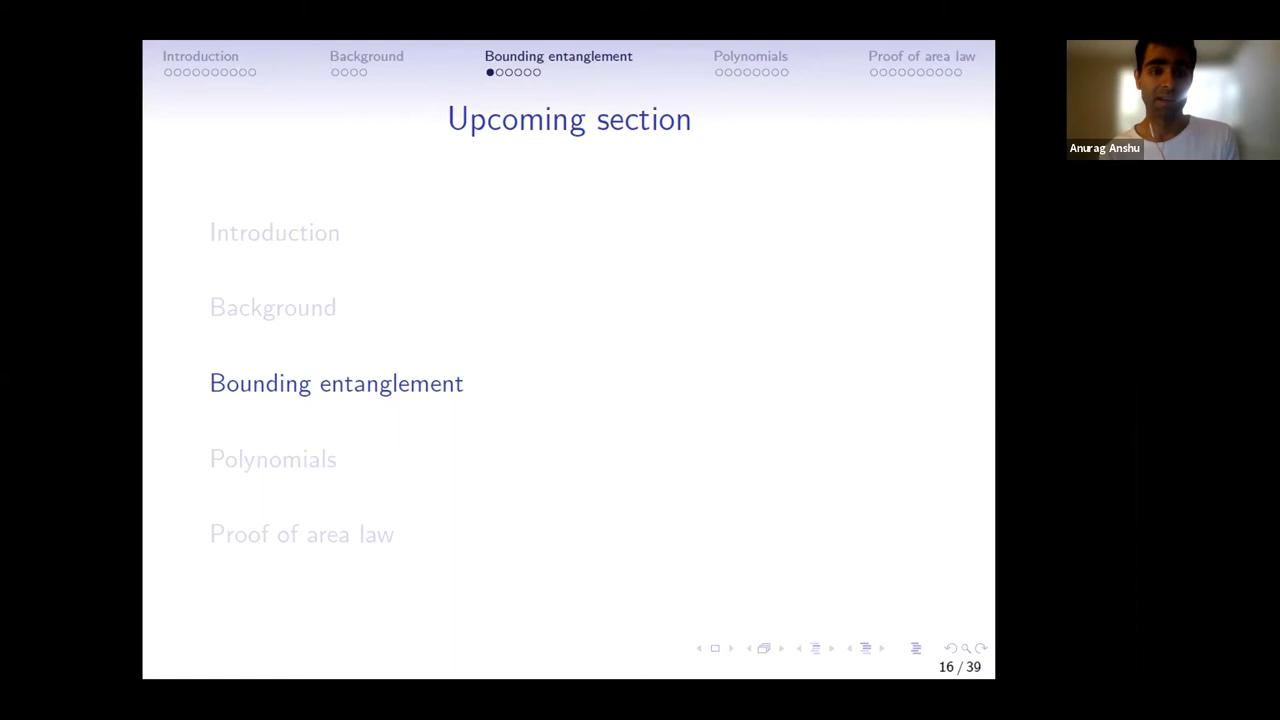 Introduction Background Bounding entanglement Polynomials Proof of area law
Upcoming section
Anurag Anshu
Introduction
Background
Bounding entanglement
Polynomials
Proof of area law
16 / 39